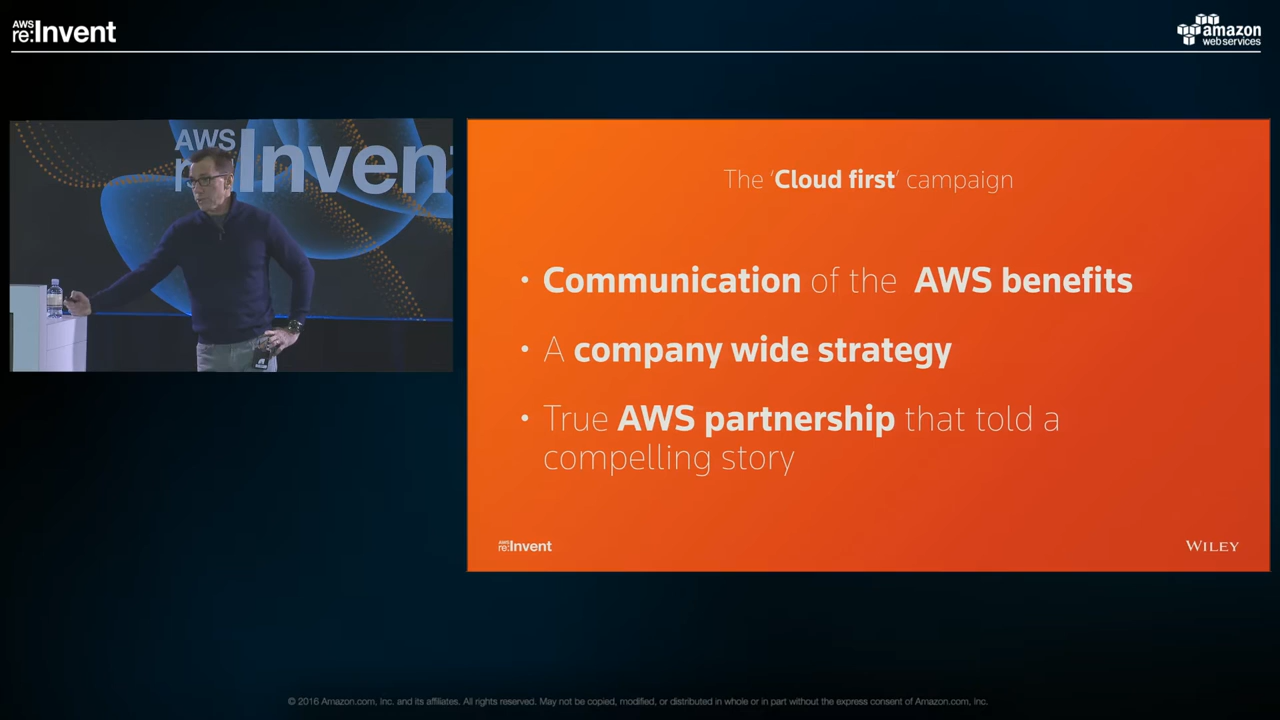 AWS
re:Invent
amazon
web services
AWS
re:Invent
The ‘Cloud first’ campaign
• Communication of the AWS benefits
• A company wide strategy
• True AWS partnership that told a
compelling story
AWS
re:Invent
WILEY
© 2016 Amazon.com, Inc. and its affiliates. All rights reserved. May not be copied, modified, or distributed in whole or in part without the express consent of Amazon.com, Inc.